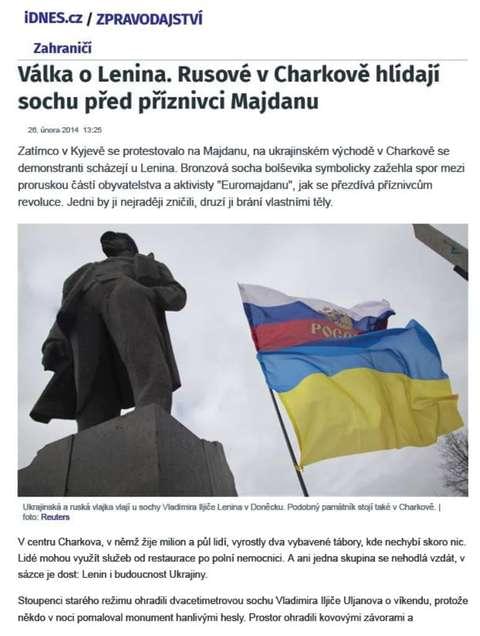 iDNES.cz / ZPRAVODAJSTVÍ
Zahraničí
Válka o Lenina. Rusové v Charkově hlídají
sochu před příznivci Majdanu
26. února 2014 13:25
Zatímco v Kyjevě se protestovalo na Majdanu, na ukrajinském východě v Charkově se
demonstranti scházejí u Lenina. Bronzová socha bolševika symbolicky zažehla spor mezi
proruskou částí obyvatelstva a aktivisty "Euromajdanu", jak se přezdívá příznivcům
revoluce. Jedni by ji nejraději zničili, druzí ji brání vlastními těly.
РОССИ
Ukrajinská a ruská vlajka vlají u sochy Vladimira Iljiče Lenina v Doněcku. Podobný památník stojí také v Charkově. |
foto: Reuters
V centru Charkova, v němž žije milion a půl lidí, vyrostly dva vybavené tábory, kde nechybí skoro nic.
Lidé mohou využít služeb od restaurace po polní nemocnici. A ani jedna skupina se nehodlá vzdát, v
sázce je dost: Lenin i budoucnost Ukrajiny.
Stoupenci starého režimu ohradili dvacetimetrovou sochu Vladimira Iljiče Uljanova o víkendu, protože
někdo v noci pomaloval monument hanlivými hesly. Prostor ohradili kovovými závorami a